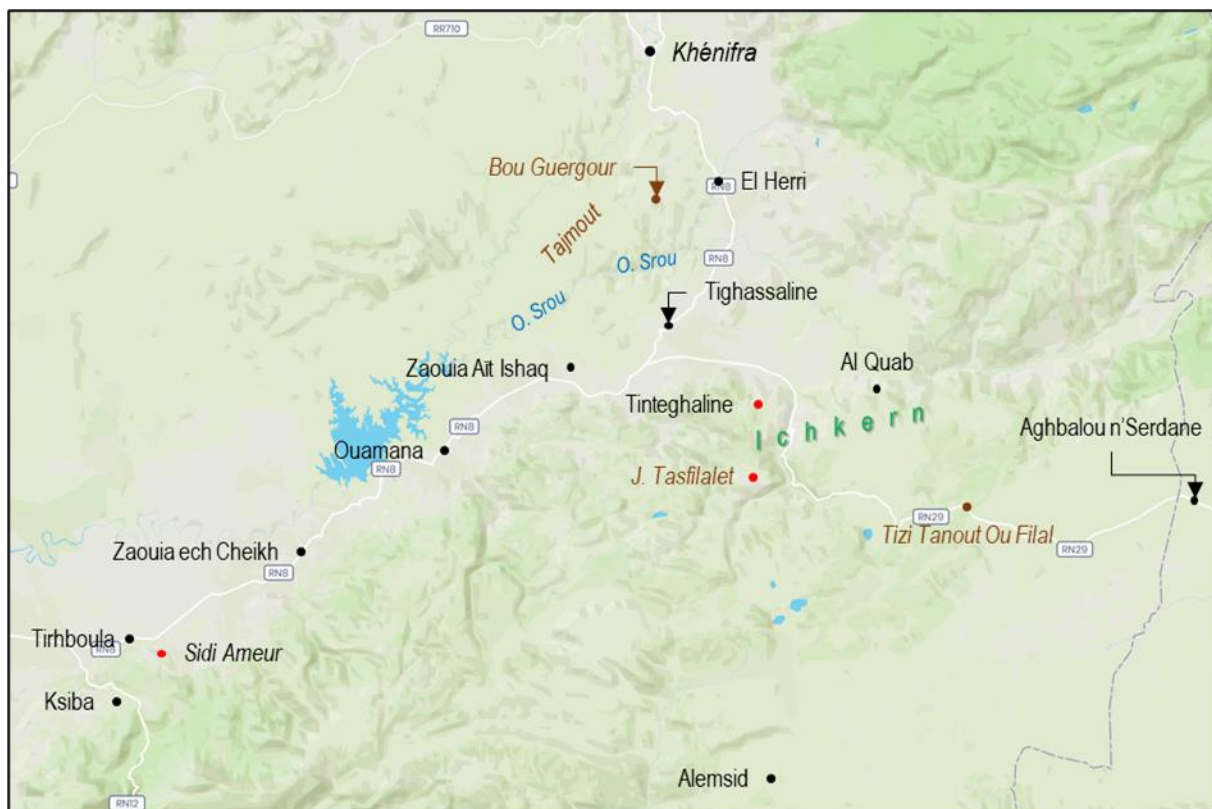 RR710
Khénifra
Bou Guergour
El Herri
RN8
Tajmout
O. Srou
RN8
O. Srou
Tighassaline
Zaouia Aït Ishaq
Al Quab
Tinteghaline
Ichkern
Aghbalou n'Serdane
RN8
Ouamana
RN8
J. Tasfilalet
RN29
Tizi Tanout Ou Filal
RN29
Zaouia ech Cheikh
RN8
Tirhboula
RN8
Sidi Ameur
Ksiba
Alemsid
RN12